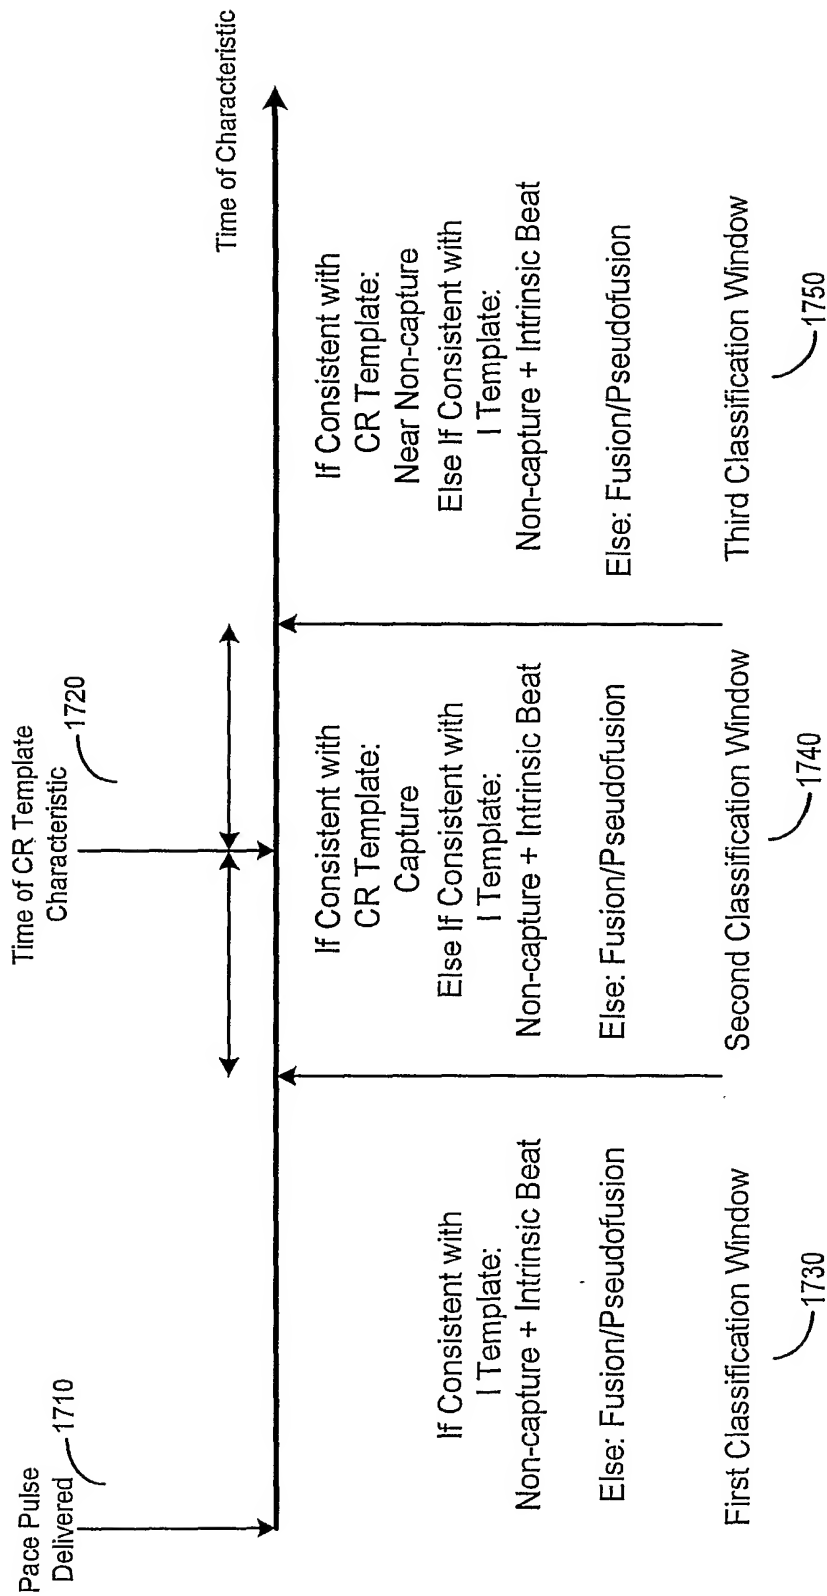 Pace Pulse
Delivered
1710
Time of CR Template
Characteristic
1720
Time of Characteristic
If Consistent with
I Template:
Non-capture + Intrinsic Beat
Else: Fusion/Pseudofusion
First Classification Window
1730
If Consistent with
CR Template:
Capture
Else If Consistent with
I Template:
Non-capture + Intrinsic Beat
Else: Fusion/Pseudofusion
Second Classification Window
1740
If Consistent with
CR Template:
Near Non-capture
Else If Consistent with
I Template:
Non-capture + Intrinsic Beat
Else: Fusion/Pseudofusion
Third Classification Window
1750